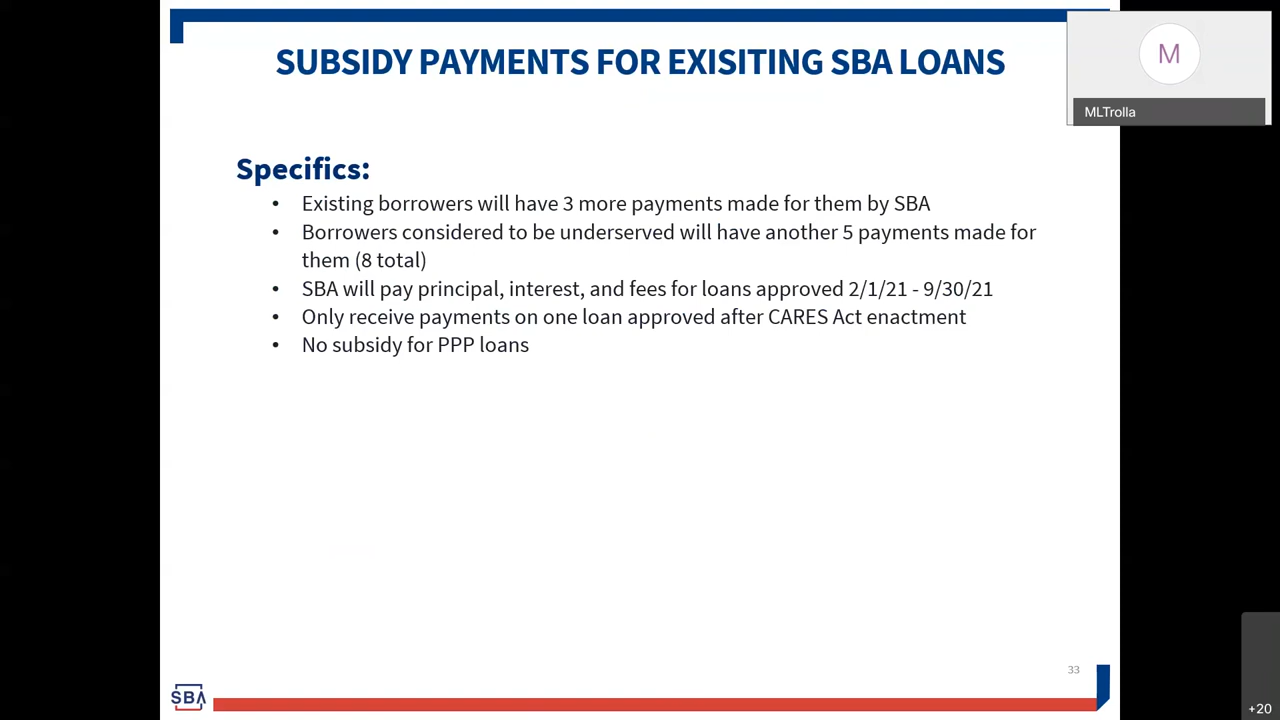 SUBSIDY PAYMENTS FOR EXISITING SBA LOANS
M
MLTrolla
Specifics:
• Existing borrowers will have 3 more payments made for them by SBA
• Borrowers considered to be underserved will have another 5 payments made for
them (8 total)
• SBA will pay principal, interest, and fees for loans approved 2/1/21 - 9/30/21
• Only receive payments on one loan approved after CARES Act enactment
• No subsidy for PPP loans
33
SBA
+20